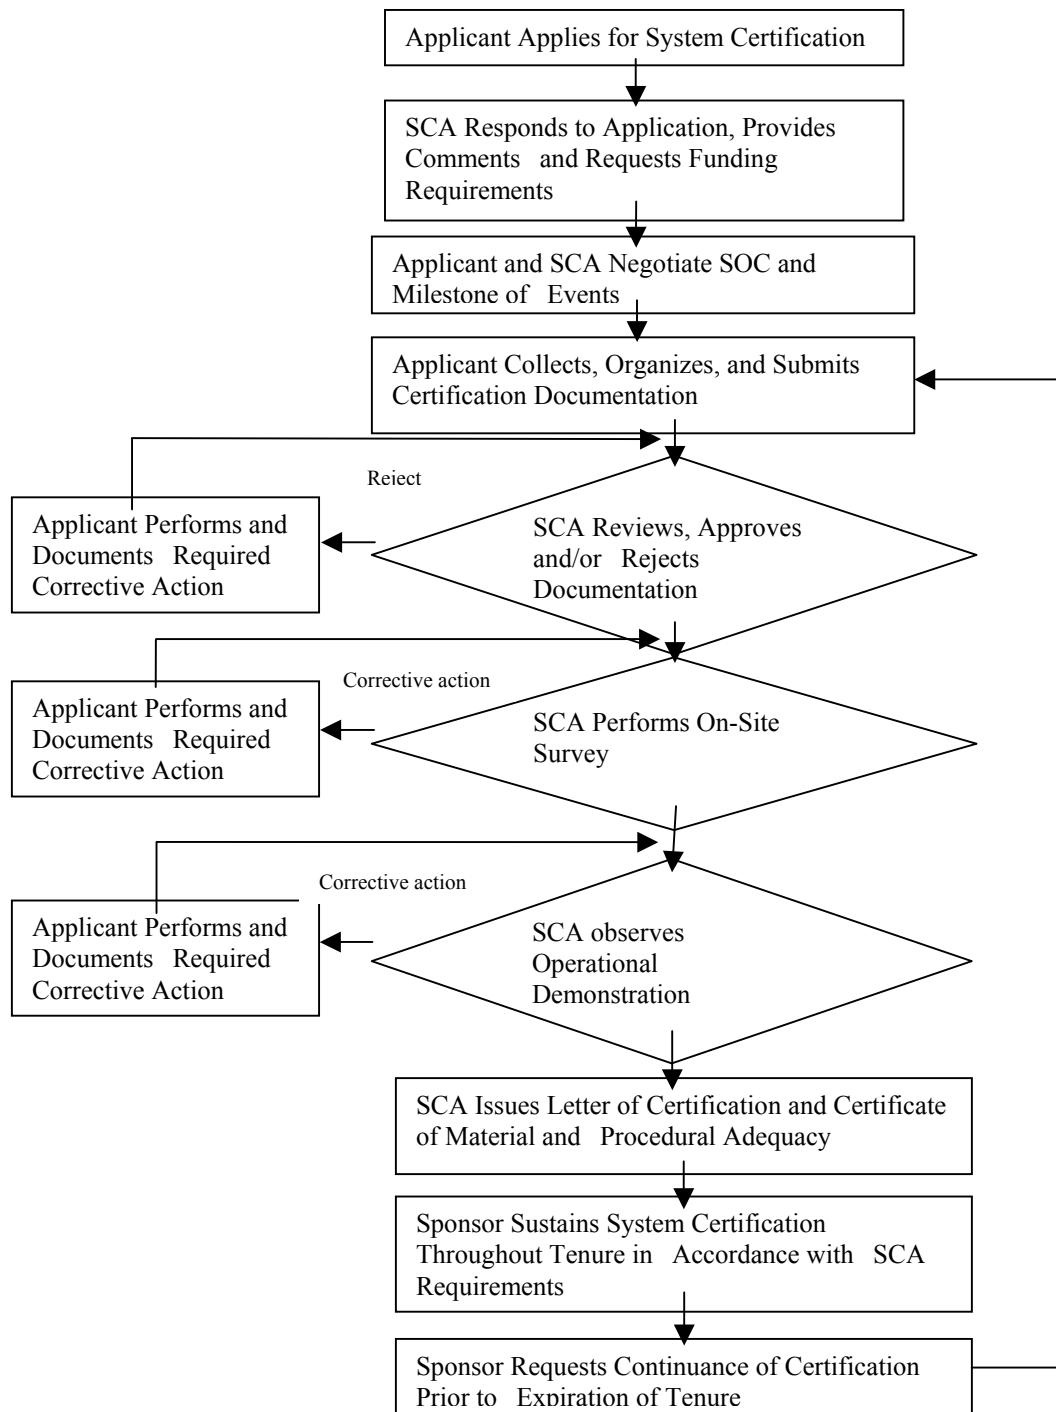 Applicant Applies for System Certification
SCA Responds to Application, Provides
Comments and Requests Funding
Requirements
Applicant and SCA Negotiate SOC and
Milestone of Events
Applicant Collects, Organizes, and Submits
Certification Documentation
Reject
SCA Reviews, Approves
and/or Rejects
Documentation
Applicant Performs and
Documents Required
Corrective Action
Corrective action
SCA Performs On-Site
Survey
Applicant Performs and
Documents Required
Corrective Action
Corrective action
SCA observes
Operational
Demonstration
Applicant Performs and
Documents Required
Corrective Action
SCA Issues Letter of Certification and Certificate
of Material and Procedural Adequacy
Sponsor Sustains System Certification
Throughout Tenure in Accordance with SCA
Requirements
Sponsor Requests Continuance of Certification
Prior to Expiration of Tenure